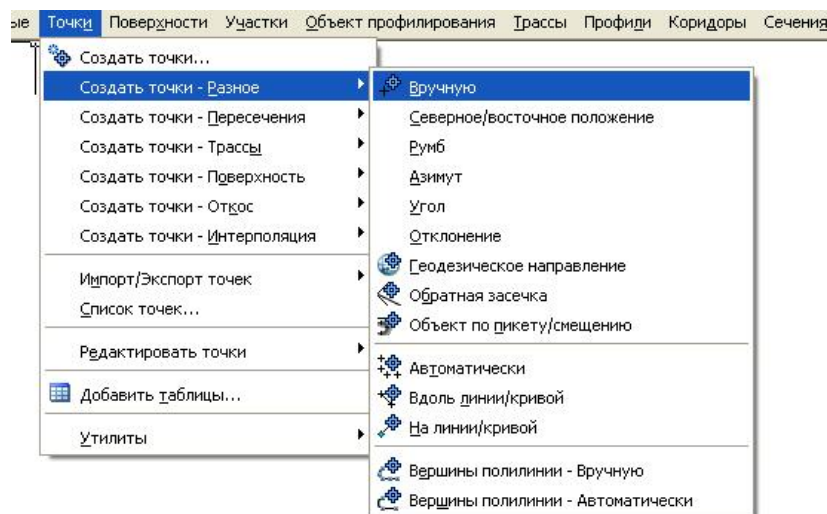 ые Точки Поверхности Участки Объект профилирования Трассы Профили Коридоры Сечения
Создать точки...
Создать точки - Разное
Создать точки - Пересечения
Создать точки - Трассы
Создать точки - Поверхность
Создать точки - Откос
Создать точки - Интерполяция
Импорт/Экспорт точек
Список точек...
Редактировать точки
Добавить таблицы...
Утилиты
Вручную
Северное/восточное положение
Румб
Азимут
Угол
Отклонение
Геодезическое направление
Обратная засечка
Объект по пикету/смещению
Автоматически
Вдоль линии/кривой
На линии/кривой
Вершины полилинии - Вручную
Вершины полилинии - Автоматически